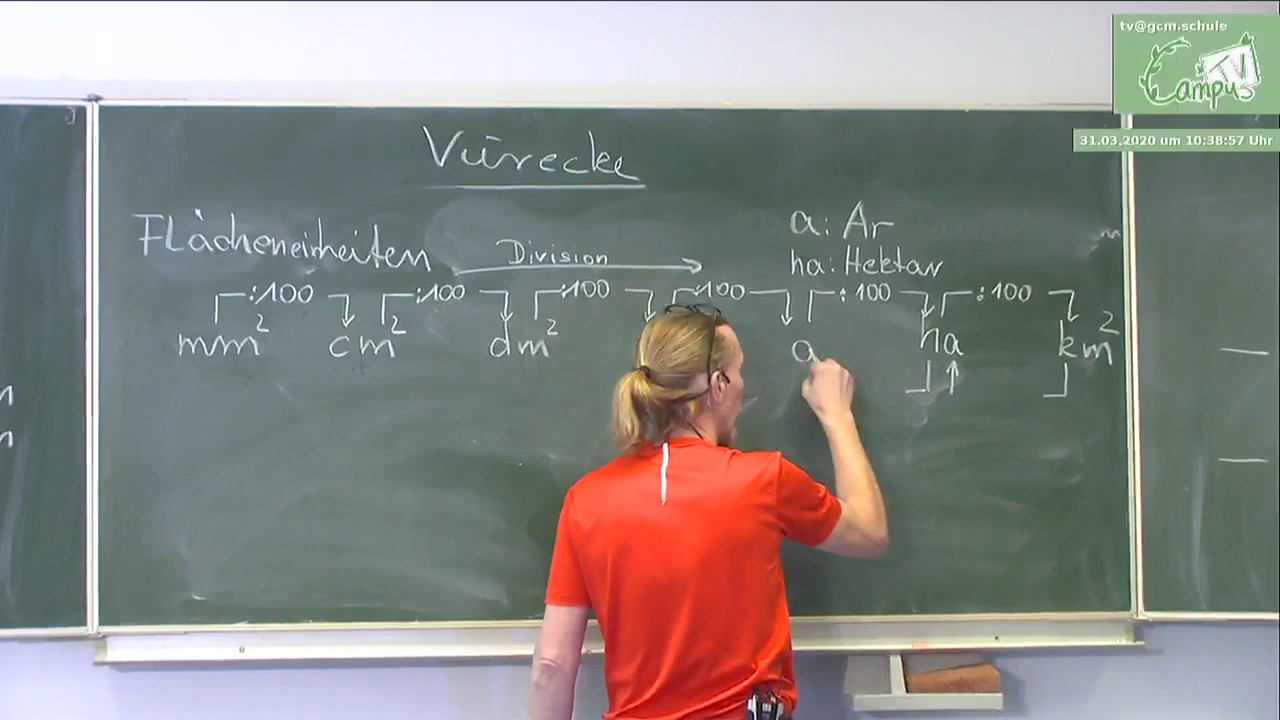 tv@gcm.schule
Campus TV
31.03.2020 um 10:38:57 Uhr
Vierecke
Flächeneinheiten
Division
a: Ar
ha: Hektar
:100 :100 :100 :100 :100 :100
mm² cm² dm² a ha km²